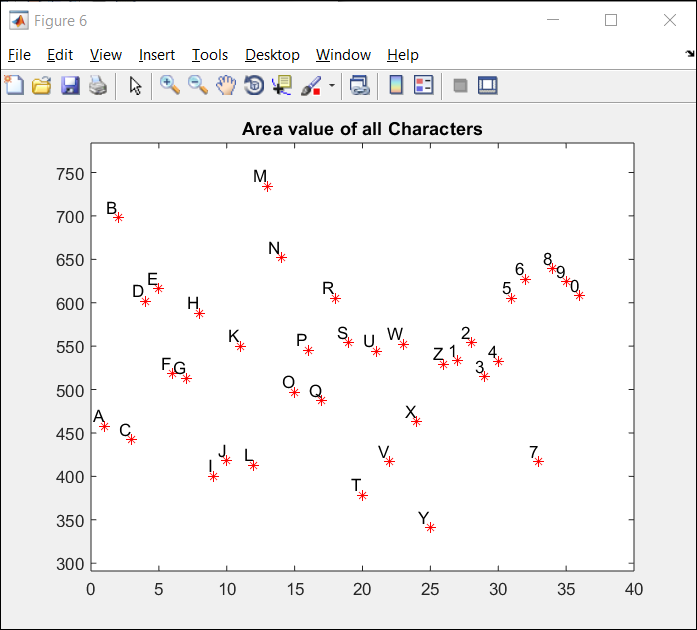 Figure 6
File Edit View Insert Tools Desktop Window Help
Area value of all Characters
750
700
650
600
550
500
450
400
350
300
0 5 10 15 20 25 30 35 40
A
B
C
D
E
F
G
H
I
J
K
L
M
N
O
P
Q
R
S
T
U
V
W
X
Y
Z
1
2
3
4
5
6
7
8
9
0